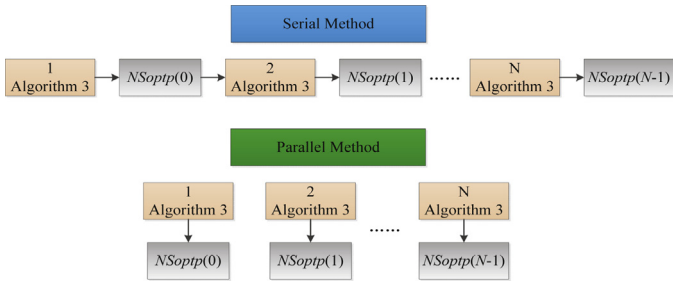 Serial Method
1
Algorithm 3
NSoptp(0)
2
Algorithm 3
NSoptp(1)
......
N
Algorithm 3
NSoptp(N-1)
Parallel Method
1
Algorithm 3
2
Algorithm 3
......
N
Algorithm 3
NSoptp(0)
NSoptp(1)
NSoptp(N-1)